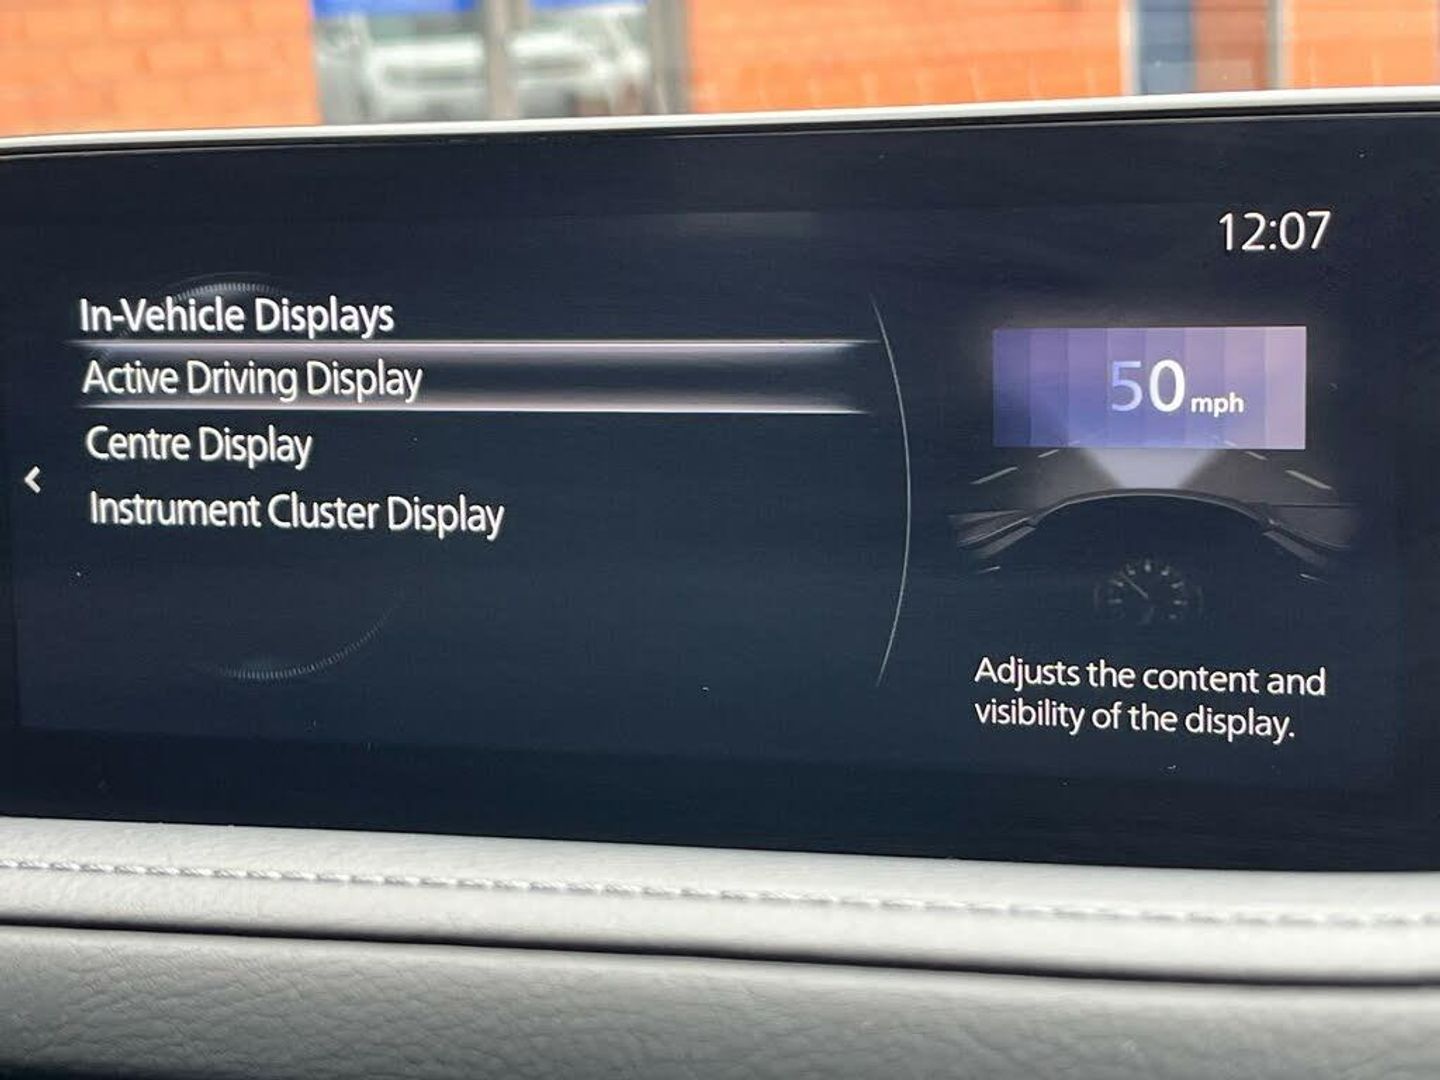 12:07
In-Vehicle Displays
Active Driving Display
Centre Display
Instrument Cluster Display
50 mph
Adjusts the content and
visibility of the display.